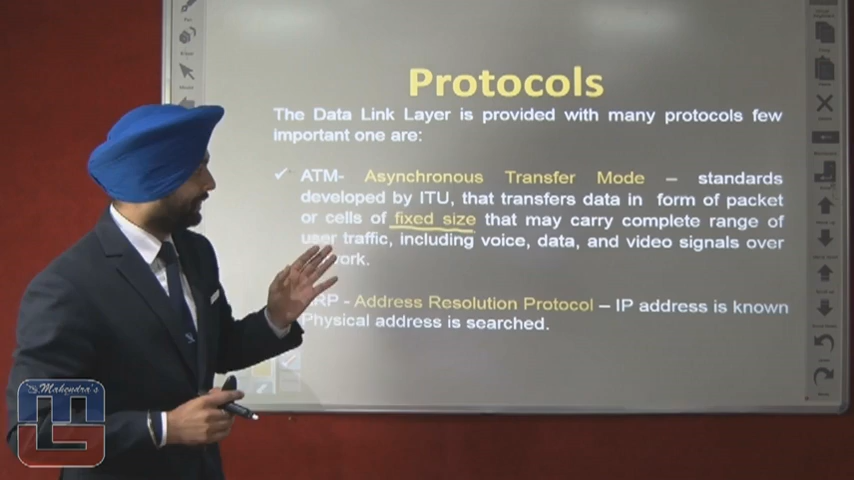 Protocols
The Data Link Layer is provided with many protocols few
important one are:
ATM- Asynchronous Transfer Mode – standards
developed by ITU, that transfers data in form of packet
or cells of fixed size that may carry complete range of
user traffic, including voice, data, and video signals over
- Address Resolution Protocol – IP address is known
Physical address is searched.
Mahendra's